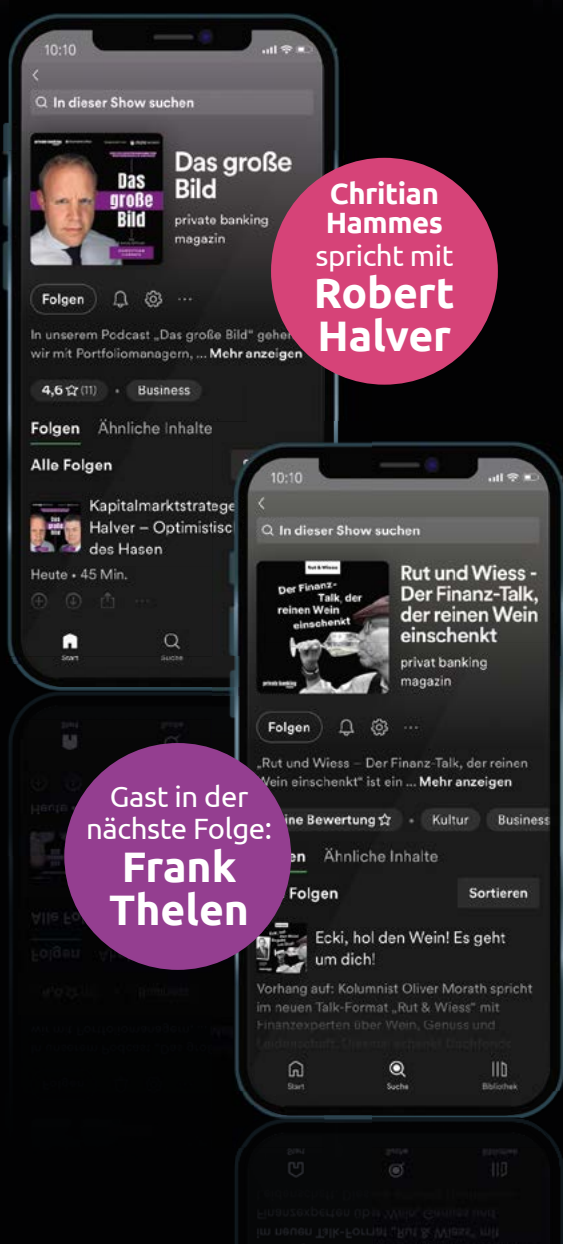 10:10
In dieser Show suchen
Das
große
Bild
Das große
Bild
private banking
magazin
Chritian
Hammes
spricht mit
Robert
Halver
Folgen
In unserem Podcast „Das große Bild“ gehen
wir mit Portfoliomanagern, ... Mehr anzeigen
4,6 ☆ (11) • Business
Folgen Ähnliche Inhalte
Alle Folgen
Kapitalmarktstratege
Halver – Optimistisc
des Hasen
Heute • 45 Min.
Start Suche
10:10
In dieser Show suchen
Rut & Wiess
Der Finanz-
Talk, der
reinen Wein
einschenkt
private banking
Rut und Wiess -
Der Finanz-Talk,
der reinen Wein
einschenkt
privat banking
magazin
Folgen
„Rut und Wiess – Der Finanz-Talk, der reinen
Wein einschenkt“ ist ein ... Mehr anzeigen
ine Bewertung ☆ • Kultur Business
en Ähnliche Inhalte
Folgen Sortieren
Gast in der
nächste Folge:
Frank
Thelen
Ecki, hol den Wein! Es geht
um dich!
Vorhang auf: Kolumnist Oliver Morath spricht
im neuen Talk-Format „Rut & Wiess“ mit
Finanzexperten über Wein, Genuss und
Start Suche Bibliothek